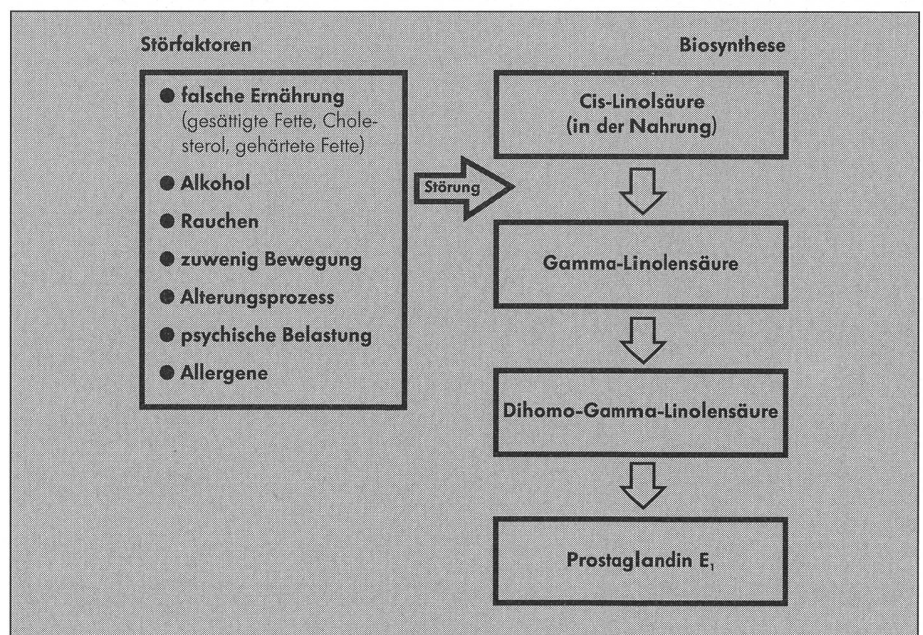 Störfaktoren
● falsche Ernährung
(gesättigte Fette, Chole-
sterol, gehärtete Fette)
● Alkohol
● Rauchen
● zuwenig Bewegung
● Alterungsprozess
● psychische Belastung
● Allergene
Störung
Biosynthese
Cis-Linolsäure
(in der Nahrung)
Gamma-Linolensäure
Dihomo-Gamma-Linolensäure
Prostaglandin E₁